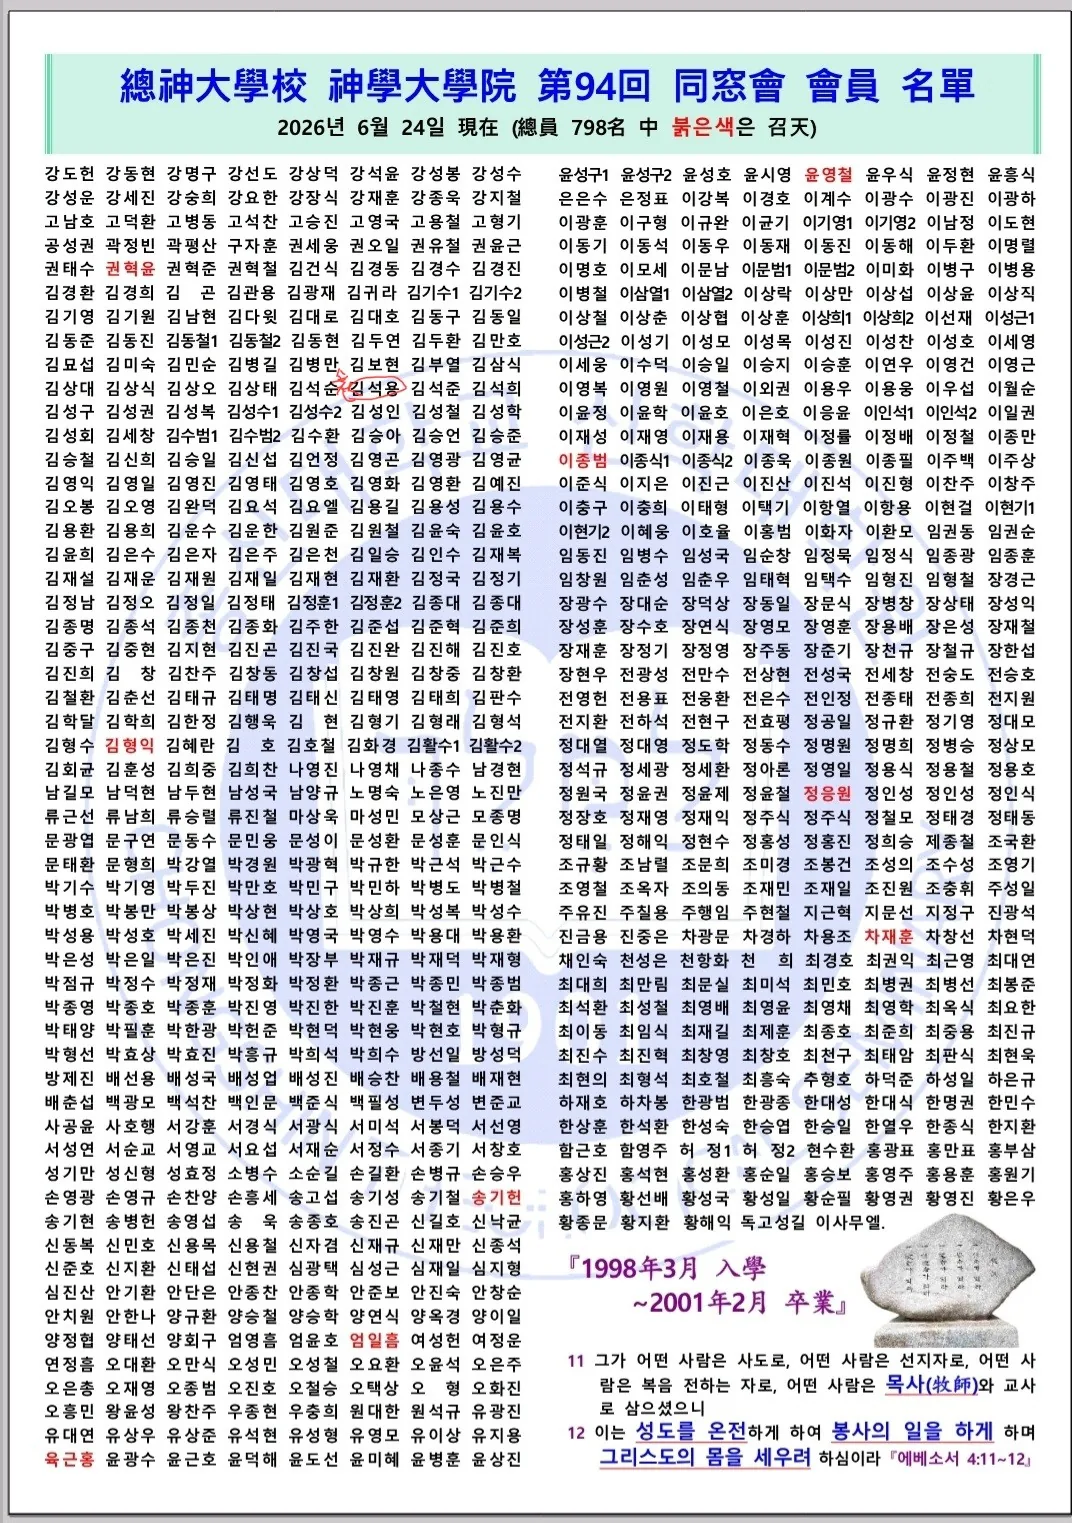 總神大學校 神學大學院 第94回 同窓會 會員 名單
2026년 6월 24일 現在 (總員 798名 中 붉은색은 召天)
강도헌 강동현 강명구 강선도 강상덕 강석윤 강성봉 강성수
강성운 강세진 강숭희 강요한 강장식 강재훈 강종욱 강지철
고남호 고덕환 고병동 고석찬 고승진 고영국 고용철 고형기
공성권 곽정빈 곽평산 구자훈 권세웅 권오일 권유철 권윤근
권태수 권혁윤 권혁준 권혁철 김건식 김경동 김경수 김경진
김경환 김경희 김 곤 김관용 김광재 김귀라 김기수1 김기수2
김기영 김기원 김남현 김다윗 김대로 김대호 김동구 김동일
김동준 김동진 김동철1 김동철2 김동현 김두연 김두환 김만호
김묘섭 김미숙 김민순 김병길 김병만 김보현 김부열 김삼식
김상대 김상식 김상오 김상태 김석순 김석용 김석준 김석희
김성구 김성권 김성복 김성수1 김성수2 김성인 김성철 김성학
김성회 김세창 김수범1 김수범2 김수환 김승아 김승언 김승준
김승철 김신희 김승일 김신섭 김언정 김영곤 김영광 김영균
김영익 김영일 김영진 김영태 김영호 김영화 김영환 김예진
김오봉 김오영 김완덕 김요석 김요엘 김용길 김용성 김용수
김용환 김용희 김운수 김운한 김원준 김원철 김윤숙 김윤호
김윤희 김은수 김은자 김은주 김은천 김일승 김인수 김재복
김재설 김재운 김재원 김재일 김재현 김재환 김정국 김정기
김정남 김정오 김정일 김정태 김정훈1 김정훈2 김종대 김종대
김종명 김종석 김종천 김종화 김주한 김준섭 김준혁 김준희
김중구 김중현 김지현 김진곤 김진국 김진완 김진해 김진호
김진희 김 창 김찬주 김창동 김창섭 김창원 김창중 김창환
김철환 김춘선 김태규 김태명 김태신 김태영 김태희 김판수
김학달 김학희 김한정 김행욱 김 현 김형기 김형래 김형석
김형수 김형익 김혜란 김 호 김호철 김화경 김활수1 김활수2
김회균 김훈성 김희중 김희찬 나영진 나영채 나종수 남경현
남길모 남덕현 남두현 남성국 남양규 노명숙 노은영 노진만
류근선 류남희 류승렬 류진철 마상욱 마성민 모상근 모종명
문광업 문구연 문동수 문민웅 문성이 문성환 문성훈 문인식
문태환 문형희 박강열 박경원 박광혁 박규한 박근석 박근수
박기수 박기영 박두진 박만호 박민구 박민하 박병도 박병철
박병호 박봉만 박봉상 박상현 박상호 박상희 박성복 박성수
박성용 박성호 박세진 박신혜 박영국 박영수 박용대 박용환
박은성 박은일 박은진 박인애 박장부 박재규 박재덕 박재형
박점규 박정수 박정재 박정화 박정환 박종근 박종민 박종범
박종영 박종호 박종홍 박진영 박진한 박진훈 박철현 박춘화
박태양 박필훈 박한광 박헌준 박현덕 박현웅 박현호 박형규
박형선 박효상 박효진 박흥규 박희석 박희수 방선일 방성덕
방제진 배선용 배성국 배성업 배성진 배승찬 배용철 배재현
배춘섭 백광모 백석찬 백인문 백준식 백필성 변두성 변준교
사공윤 사호행 서강훈 서경식 서광식 서미석 서봉덕 서선영
서성연 서순교 서영교 서요섭 서재순 서정수 서종기 서창호
성기만 성신형 성효정 소병수 소순길 손길환 손병규 손승우
손영광 손영규 손찬양 손흥세 송고섭 송기성 송기철 송기헌
송기현 송병헌 송영섭 송 욱 송종호 송진곤 신길호 신낙균
신동복 신민호 신용목 신용철 신자겸 신재규 신재만 신종석
신준호 신지환 신태섭 신현권 심광택 심성근 심재일 심지형
심진산 안기환 안단은 안종찬 안종학 안준보 안진숙 안창순
안치원 안한나 양규환 양승철 양승학 양연식 양옥경 양이일
양정협 양태선 양회구 엄영흠 엄윤호 엄일흠 여성헌 여정운
연정흠 오대환 오만식 오성민 오성철 오요환 오윤석 오은주
오은총 오재영 오종범 오진호 오철승 오택상 오 형 오화진
오흥민 왕윤성 왕찬주 우종현 우충희 원대한 원석규 유광진
유대연 유상우 유상준 유석현 유성형 유영모 유이상 유지용
육근홍 윤광수 윤근호 윤덕해 윤도선 윤미혜 윤병훈 윤상진
윤성구1 윤성구2 윤성호 윤시영 윤영철 윤우식 윤정현 윤흥식
은은수 은정표 이강복 이경호 이계수 이광수 이광진 이광하
이광훈 이구형 이규완 이균기 이기영1 이기영2 이남정 이도현
이동기 이동석 이동우 이동재 이동진 이동해 이두환 이명렬
이명호 이모세 이문남 이문범1 이문범2 이미화 이병구 이병용
이병철 이삼열1 이삼열2 이상락 이상만 이상섭 이상윤 이상직
이상철 이상춘 이상협 이상훈 이상희1 이상희2 이선재 이성근1
이성근2 이성기 이성모 이성목 이성진 이성찬 이성호 이세영
이세웅 이수덕 이승일 이승지 이승훈 이연우 이영건 이영근
이영복 이영원 이영철 이외권 이용우 이용웅 이우섭 이월순
이윤정 이윤학 이윤호 이은호 이응윤 이인석1 이인석2 이일권
이재성 이재영 이재용 이재혁 이정률 이정배 이정철 이종만
이종범 이종식1 이종식2 이종욱 이종원 이종필 이주백 이주상
이준식 이지은 이진근 이진산 이진석 이진형 이찬주 이창주
이충구 이충희 이태형 이택기 이항열 이항용 이현걸 이현기1
이현기2 이혜웅 이호율 이홍범 이화자 이환모 임권동 임권순
임동진 임병수 임성국 임순창 임정묵 임정식 임종광 임종훈
임창원 임춘성 임춘우 임태혁 임택수 임형진 임형철 장경근
장광수 장대순 장덕상 장동일 장문식 장병창 장상태 장성익
장성훈 장수호 장연식 장영모 장영훈 장용배 장은성 장재철
장재훈 장정기 장정영 장주동 장준기 장천규 장철규 장한섭
장현우 전광성 전만수 전상현 전성국 전세창 전숭도 전승호
전영헌 전용표 전웅환 전은수 전인정 전종태 전종희 전지원
전지환 전하석 전현구 전효평 정공일 정규환 정기영 정대모
정대열 정대영 정도학 정동수 정명원 정명희 정병승 정상모
정석규 정세광 정세환 정아론 정영일 정용식 정용철 정용호
정원국 정윤권 정윤제 정윤철 정응원 정인성 정인성 정인식
정장호 정재영 정재익 정주식 정주식 정철모 정태경 정태동
정태일 정해익 정현수 정홍성 정홍진 정희승 제종철 조국환
조규황 조남렬 조문희 조미경 조봉건 조성의 조수성 조영기
조영철 조옥자 조의동 조재민 조재일 조진원 조충휘 주성일
주유진 주칠용 주행임 주현철 지근혁 지문선 지정구 진광석
진금용 진중은 차광문 차경하 차용조 차재훈 차창선 차현덕
채인숙 천성은 천항화 천 희 최경호 최권익 최근영 최대연
최대희 최만림 최문실 최미석 최민호 최병권 최병선 최봉준
최석환 최성철 최영배 최영윤 최영채 최영학 최옥식 최요한
최이동 최임식 최재길 최제훈 최종호 최준희 최중용 최진규
최진수 최진혁 최창영 최창호 최천구 최태암 최판식 최현욱
최현의 최형석 최호철 최흥숙 추형호 하덕준 하성일 하은규
하재호 하차봉 한광범 한광종 한대성 한대식 한명권 한민수
한상훈 한석환 한성숙 한승업 한승일 한열우 한종식 한지환
함근호 함영주 허 정1 허 정2 현수환 홍광표 홍만표 홍부삼
홍상진 홍석현 홍성환 홍순일 홍승보 홍영주 홍용훈 홍원기
홍하영 황선배 황성국 황성일 황순필 황영권 황영진 황은우
황종문 황지환 황해익 독고성길 이사무엘.
『1998年3月 入學
~2001年2月 卒業』
11 그가 어떤 사람은 사도로, 어떤 사람은 선지자로, 어떤 사
람은 복음 전하는 자로, 어떤 사람은 목사(牧師)와 교사
로 삼으셨으니
12 이는 성도를 온전하게 하여 봉사의 일을 하게 하며
그리스도의 몸을 세우려 하심이라 『에베소서 4:11~12』